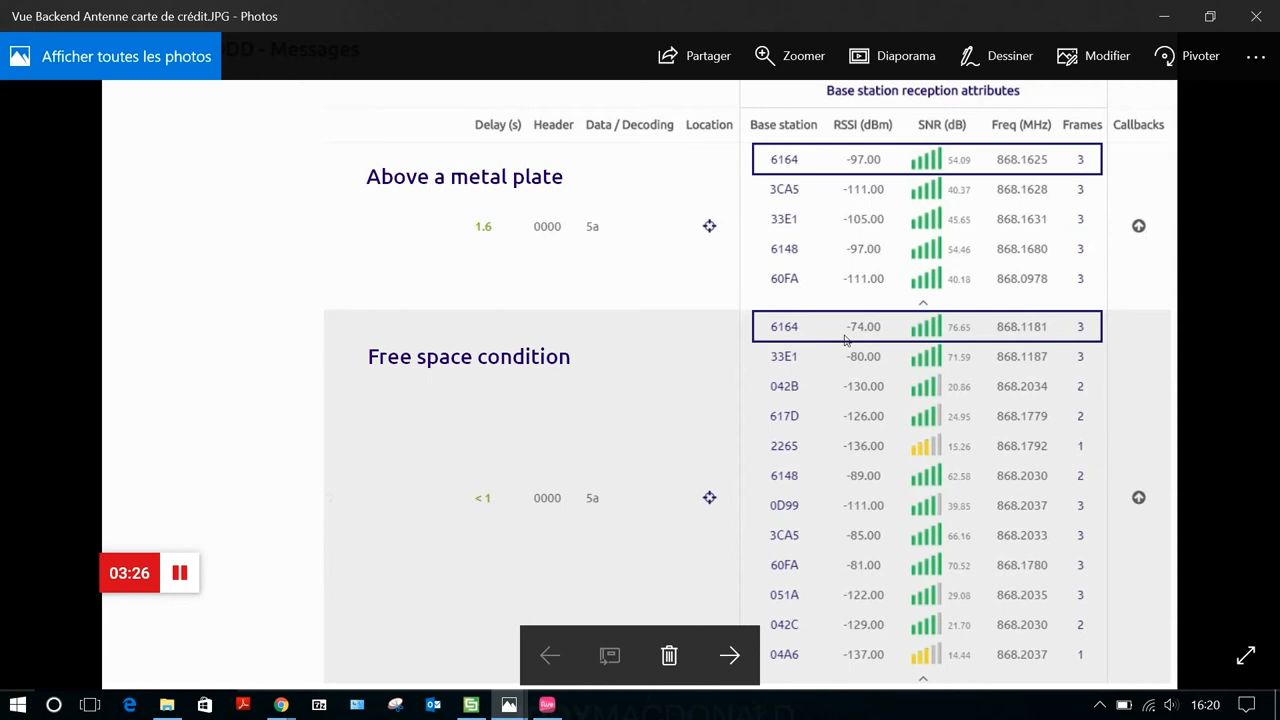 Vue Backend Antenne carte de crédit.JPG - Photos
Afficher toutes les photos
DD - Messages
Partager
Zoomer
Diaporama
Dessiner
Modifier
Pivoter
Base station reception attributes
Delay (s) Header Data / Decoding Location Base station RSSI (dBm) SNR (dB) Freq (MHz) Frames Callbacks
Above a metal plate
1.6 0000 5a
6164 -97.00 54.09 868.1625 3
3CA5 -111.00 40.37 868.1628 3
33E1 -105.00 45.65 868.1631 3
6148 -97.00 54.46 868.1680 3
60FA -111.00 40.18 868.0978 3
Free space condition
< 1 0000 5a
6164 -74.00 76.65 868.1181 3
33E1 -80.00 71.59 868.1187 3
042B -130.00 20.86 868.2034 2
617D -126.00 24.95 868.1779 2
2265 -136.00 15.26 868.1792 1
6148 -89.00 62.58 868.2030 2
0D99 -111.00 39.85 868.2037 3
3CA5 -85.00 66.16 868.2033 3
60FA -81.00 70.52 868.1780 3
051A -122.00 29.08 868.2035 3
042C -129.00 21.70 868.2030 2
04A6 -137.00 14.44 868.2037 1
03:26
16:20